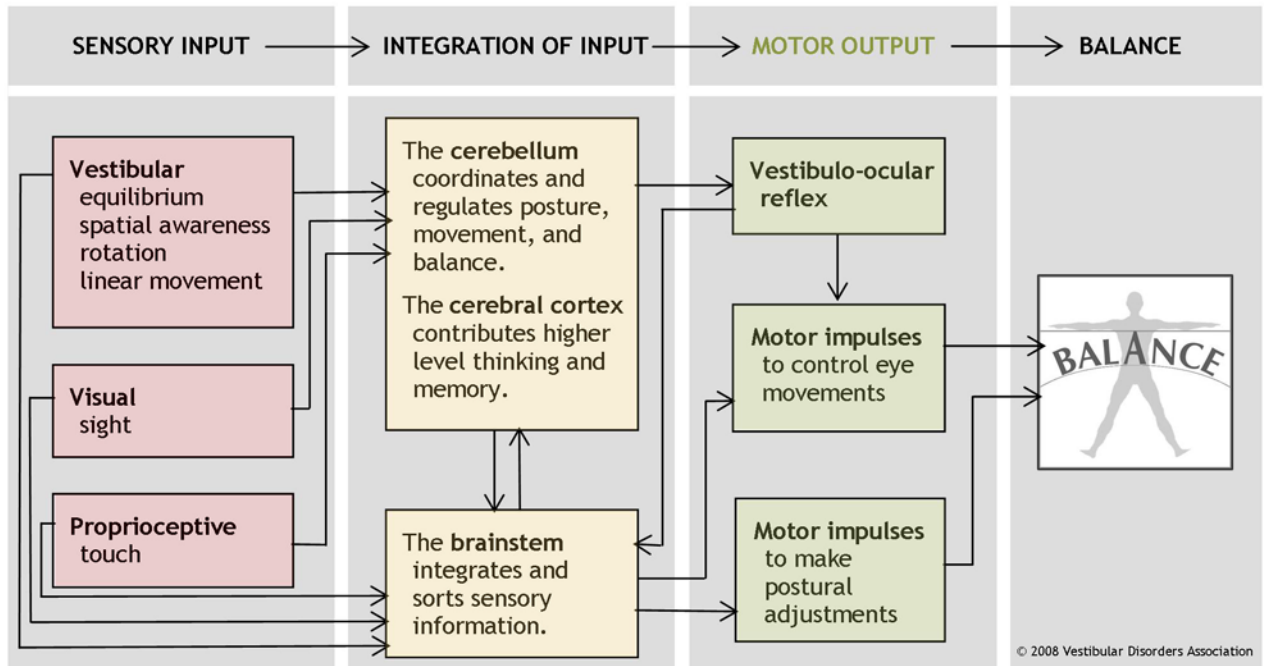 SENSORY INPUT
INTEGRATION OF INPUT
MOTOR OUTPUT
BALANCE
Vestibular
equilibrium
spatial awareness
rotation
linear movement
Visual
sight
Proprioceptive
touch
The cerebellum
coordinates and
regulates posture,
movement, and
balance.
The cerebral cortex
contributes higher
level thinking and
memory.
The brainstem
integrates and
sorts sensory
information.
Vestibulo-ocular
reflex
Motor impulses
to control eye
movements
Motor impulses
to make
postural
adjustments
BALANCE
© 2008 Vestibular Disorders Association